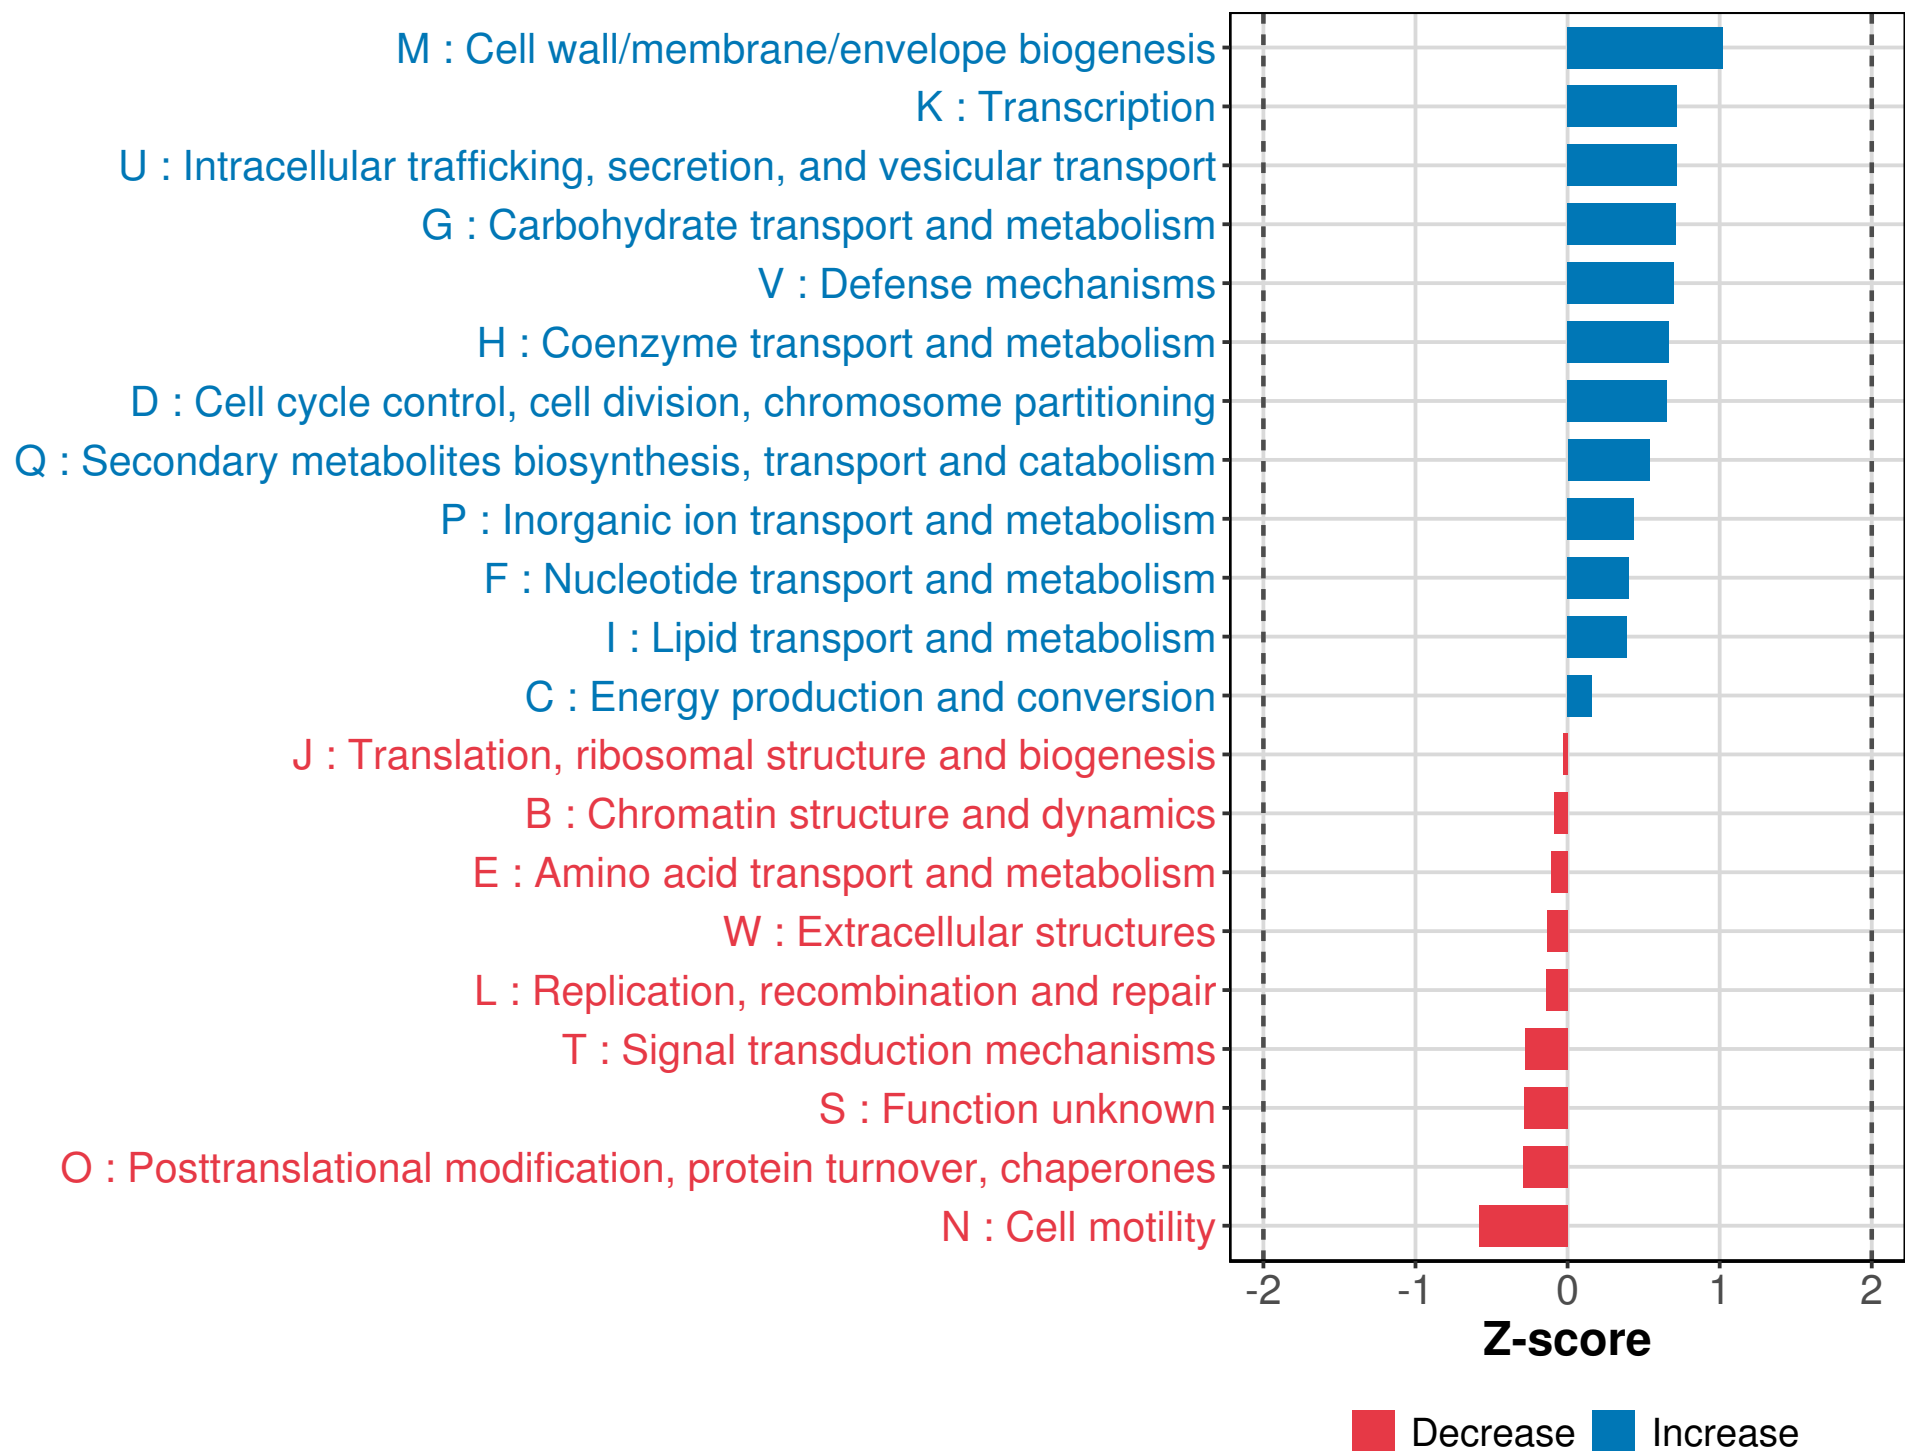 M : Cell wall/membrane/envelope biogenesis
K : Transcription
U : Intracellular trafficking, secretion, and vesicular transport
G : Carbohydrate transport and metabolism
V : Defense mechanisms
H : Coenzyme transport and metabolism
D : Cell cycle control, cell division, chromosome partitioning
Q : Secondary metabolites biosynthesis, transport and catabolism
P : Inorganic ion transport and metabolism
F : Nucleotide transport and metabolism
I : Lipid transport and metabolism
C : Energy production and conversion
J : Translation, ribosomal structure and biogenesis
B : Chromatin structure and dynamics
E : Amino acid transport and metabolism
W : Extracellular structures
L : Replication, recombination and repair
T : Signal transduction mechanisms
S : Function unknown
O : Posttranslational modification, protein turnover, chaperones
N : Cell motility
-2 -1 0 1 2
Z-score
Decrease Increase